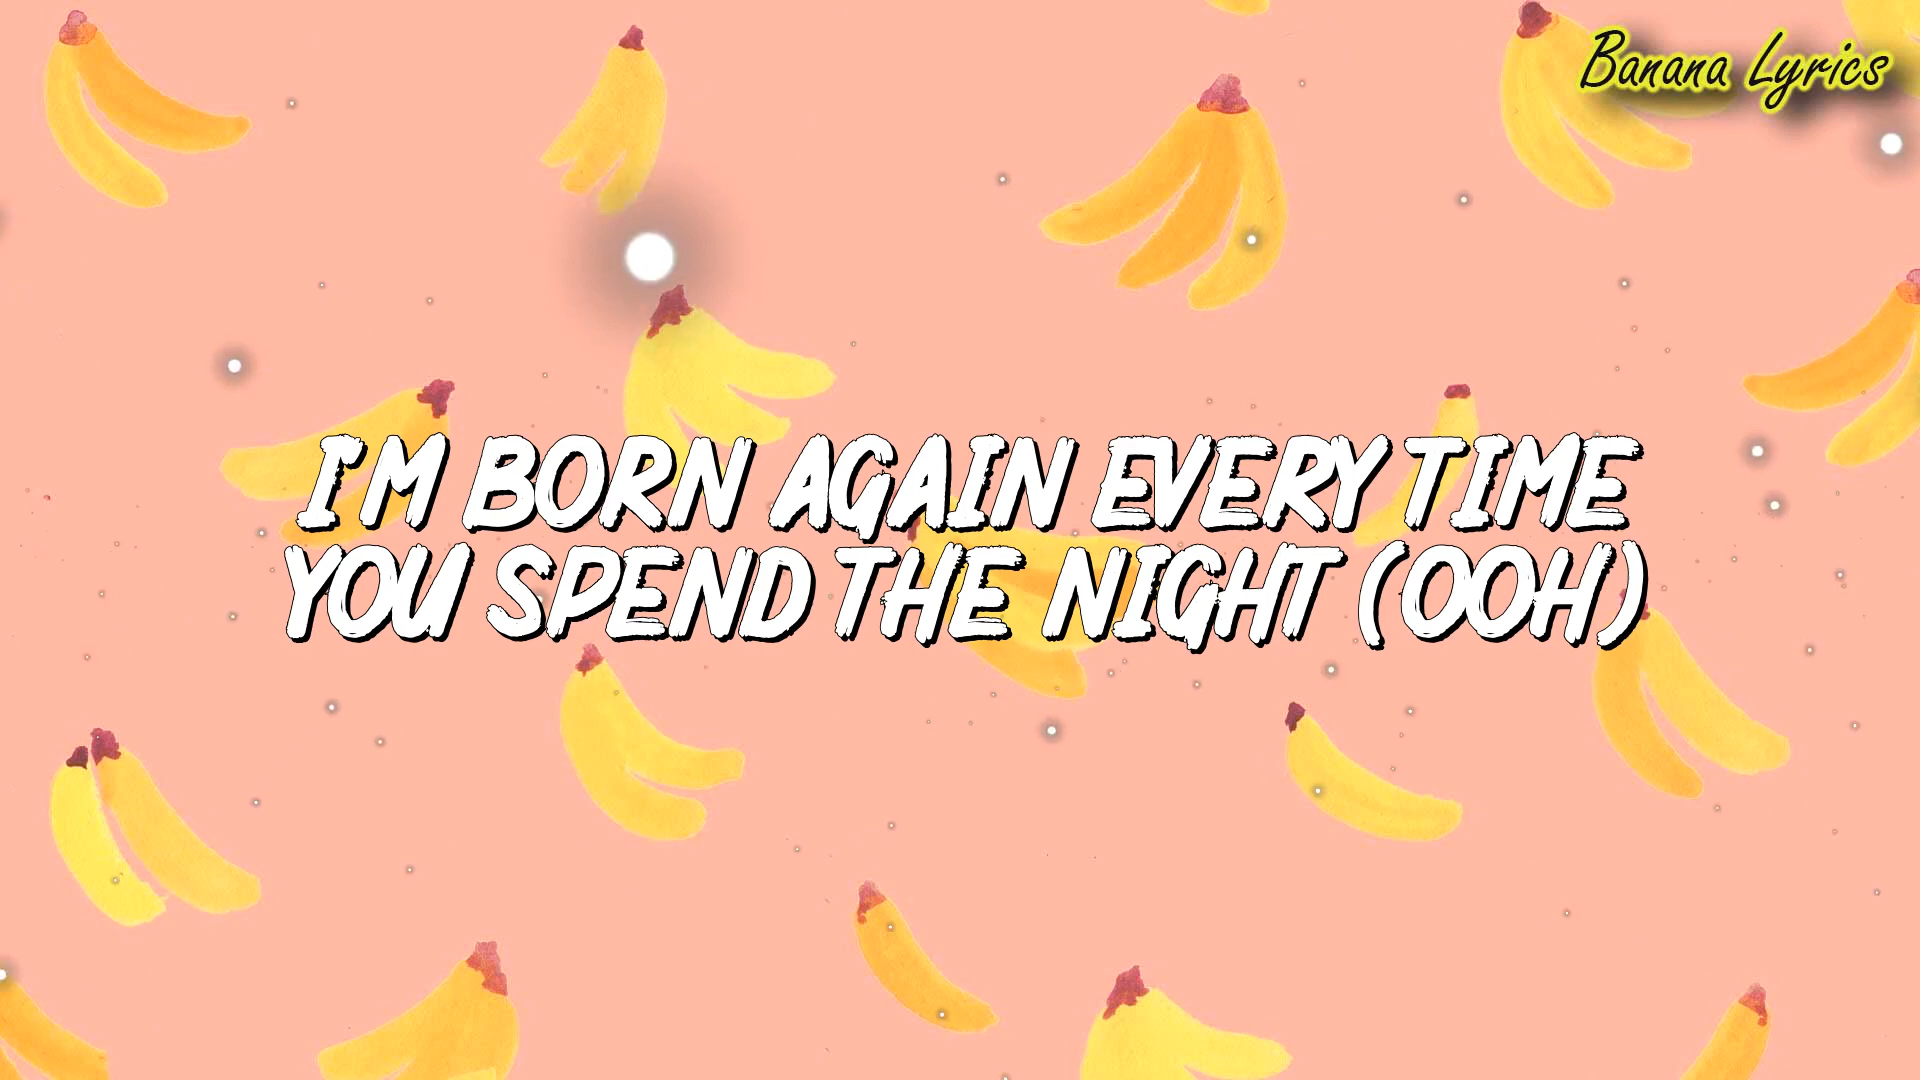 Banana Lyrics
I'M BORN AGAIN EVERY TIME
YOU SPEND THE NIGHT (OOH)